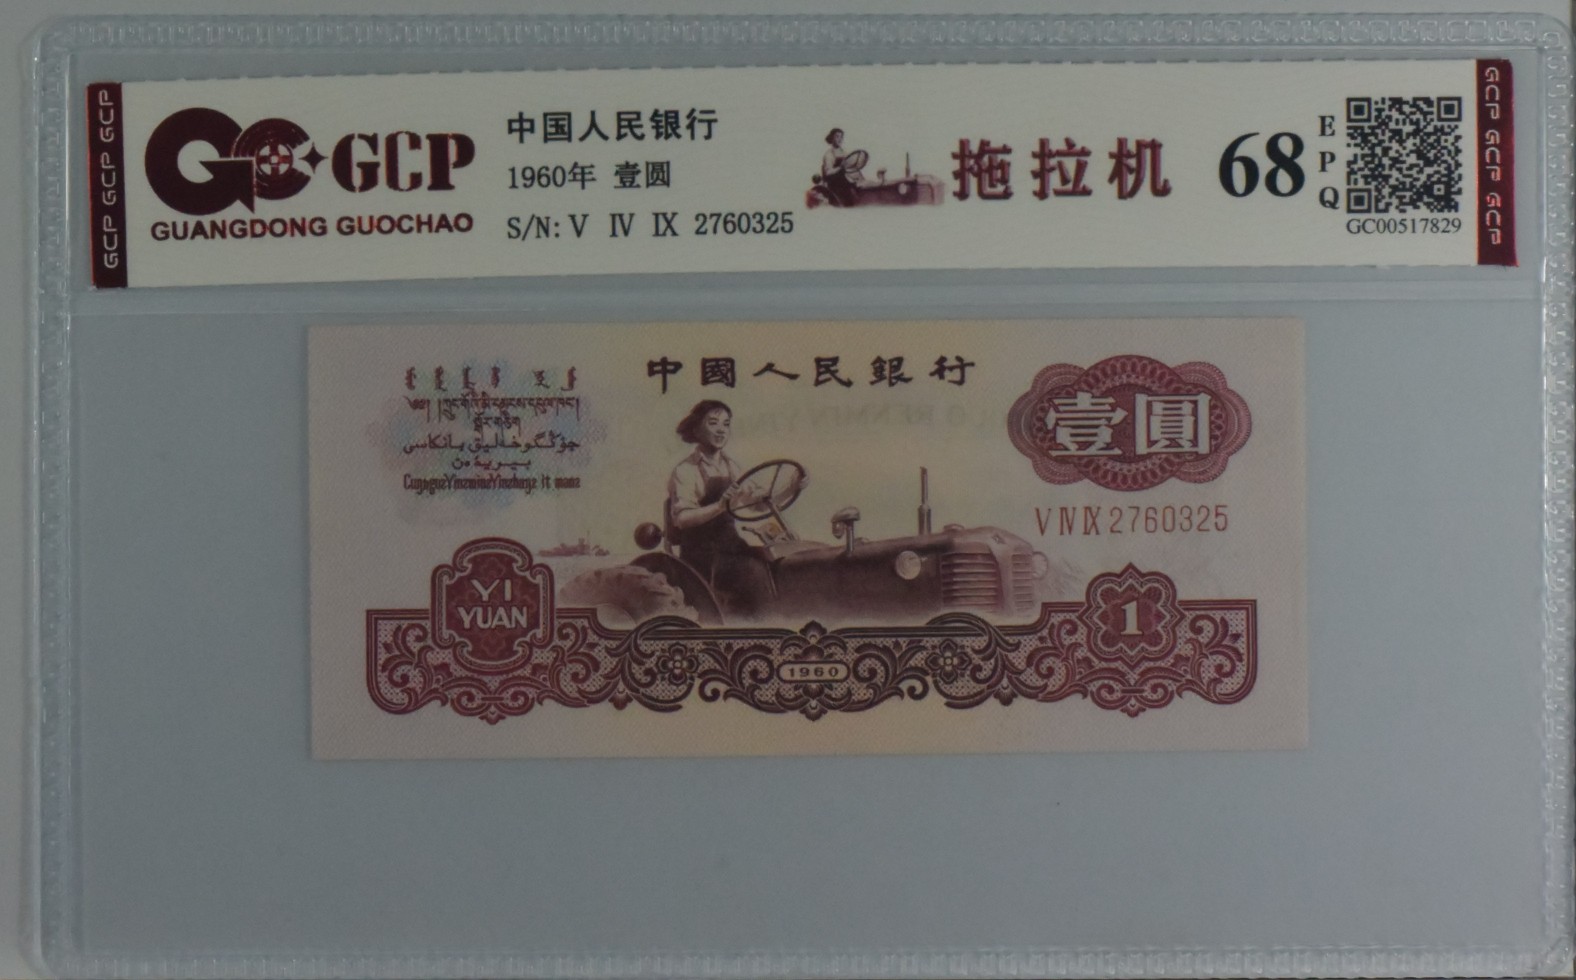 GCP
GUANGDONG GUOCHAO
中国人民银行
1960年 壹圆
S/N: V IV IX 2760325
拖拉机
68
EPQ
GC00517829
GCP GCP GCP
GCP GCP GCP
中國人民銀行
壹圓
V IV IX 2760325
YI
YUAN
1960
1